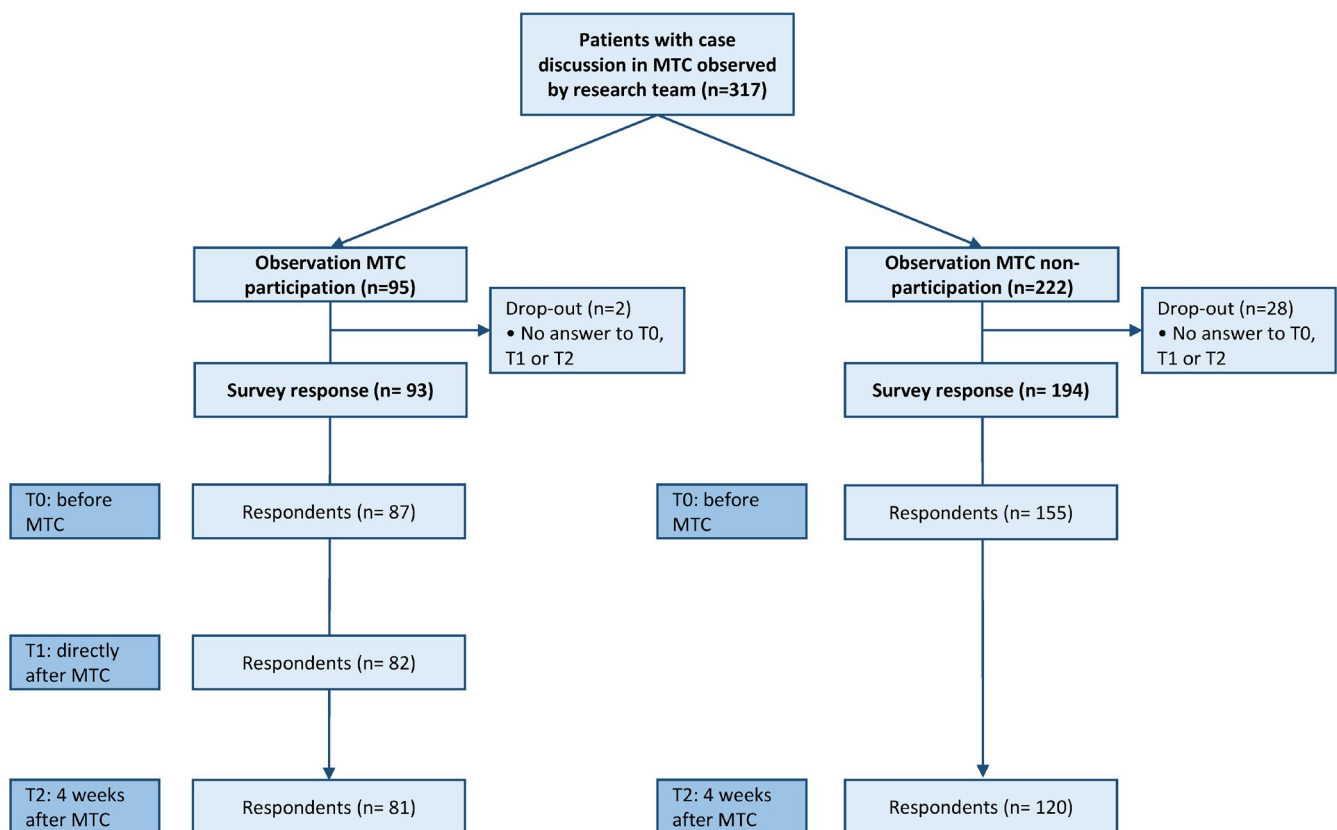 Patients with case
discussion in MTC observed
by research team (n=317)
Observation MTC
participation (n=95)
Drop-out (n=2)
• No answer to T0,
T1 or T2
Survey response (n= 93)
T0: before
MTC
Respondents (n= 87)
T1: directly
after MTC
Respondents (n= 82)
T2: 4 weeks
after MTC
Respondents (n= 81)
Observation MTC non-
participation (n=222)
Drop-out (n=28)
• No answer to T0,
T1 or T2
Survey response (n= 194)
T0: before
MTC
Respondents (n= 155)
T2: 4 weeks
after MTC
Respondents (n= 120)